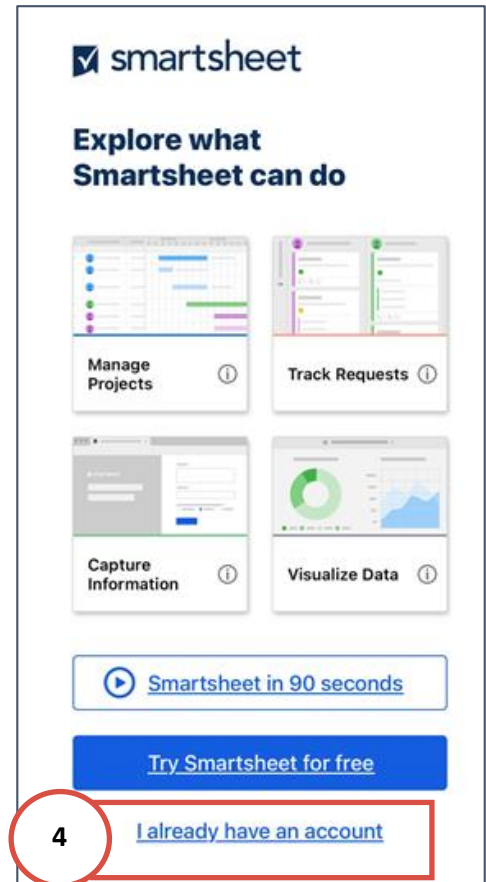 smartsheet
Explore what
Smartsheet can do
Manage
Projects
Track Requests
Capture
Information
Visualize Data
Smartsheet in 90 seconds
Try Smartsheet for free
4
I already have an account